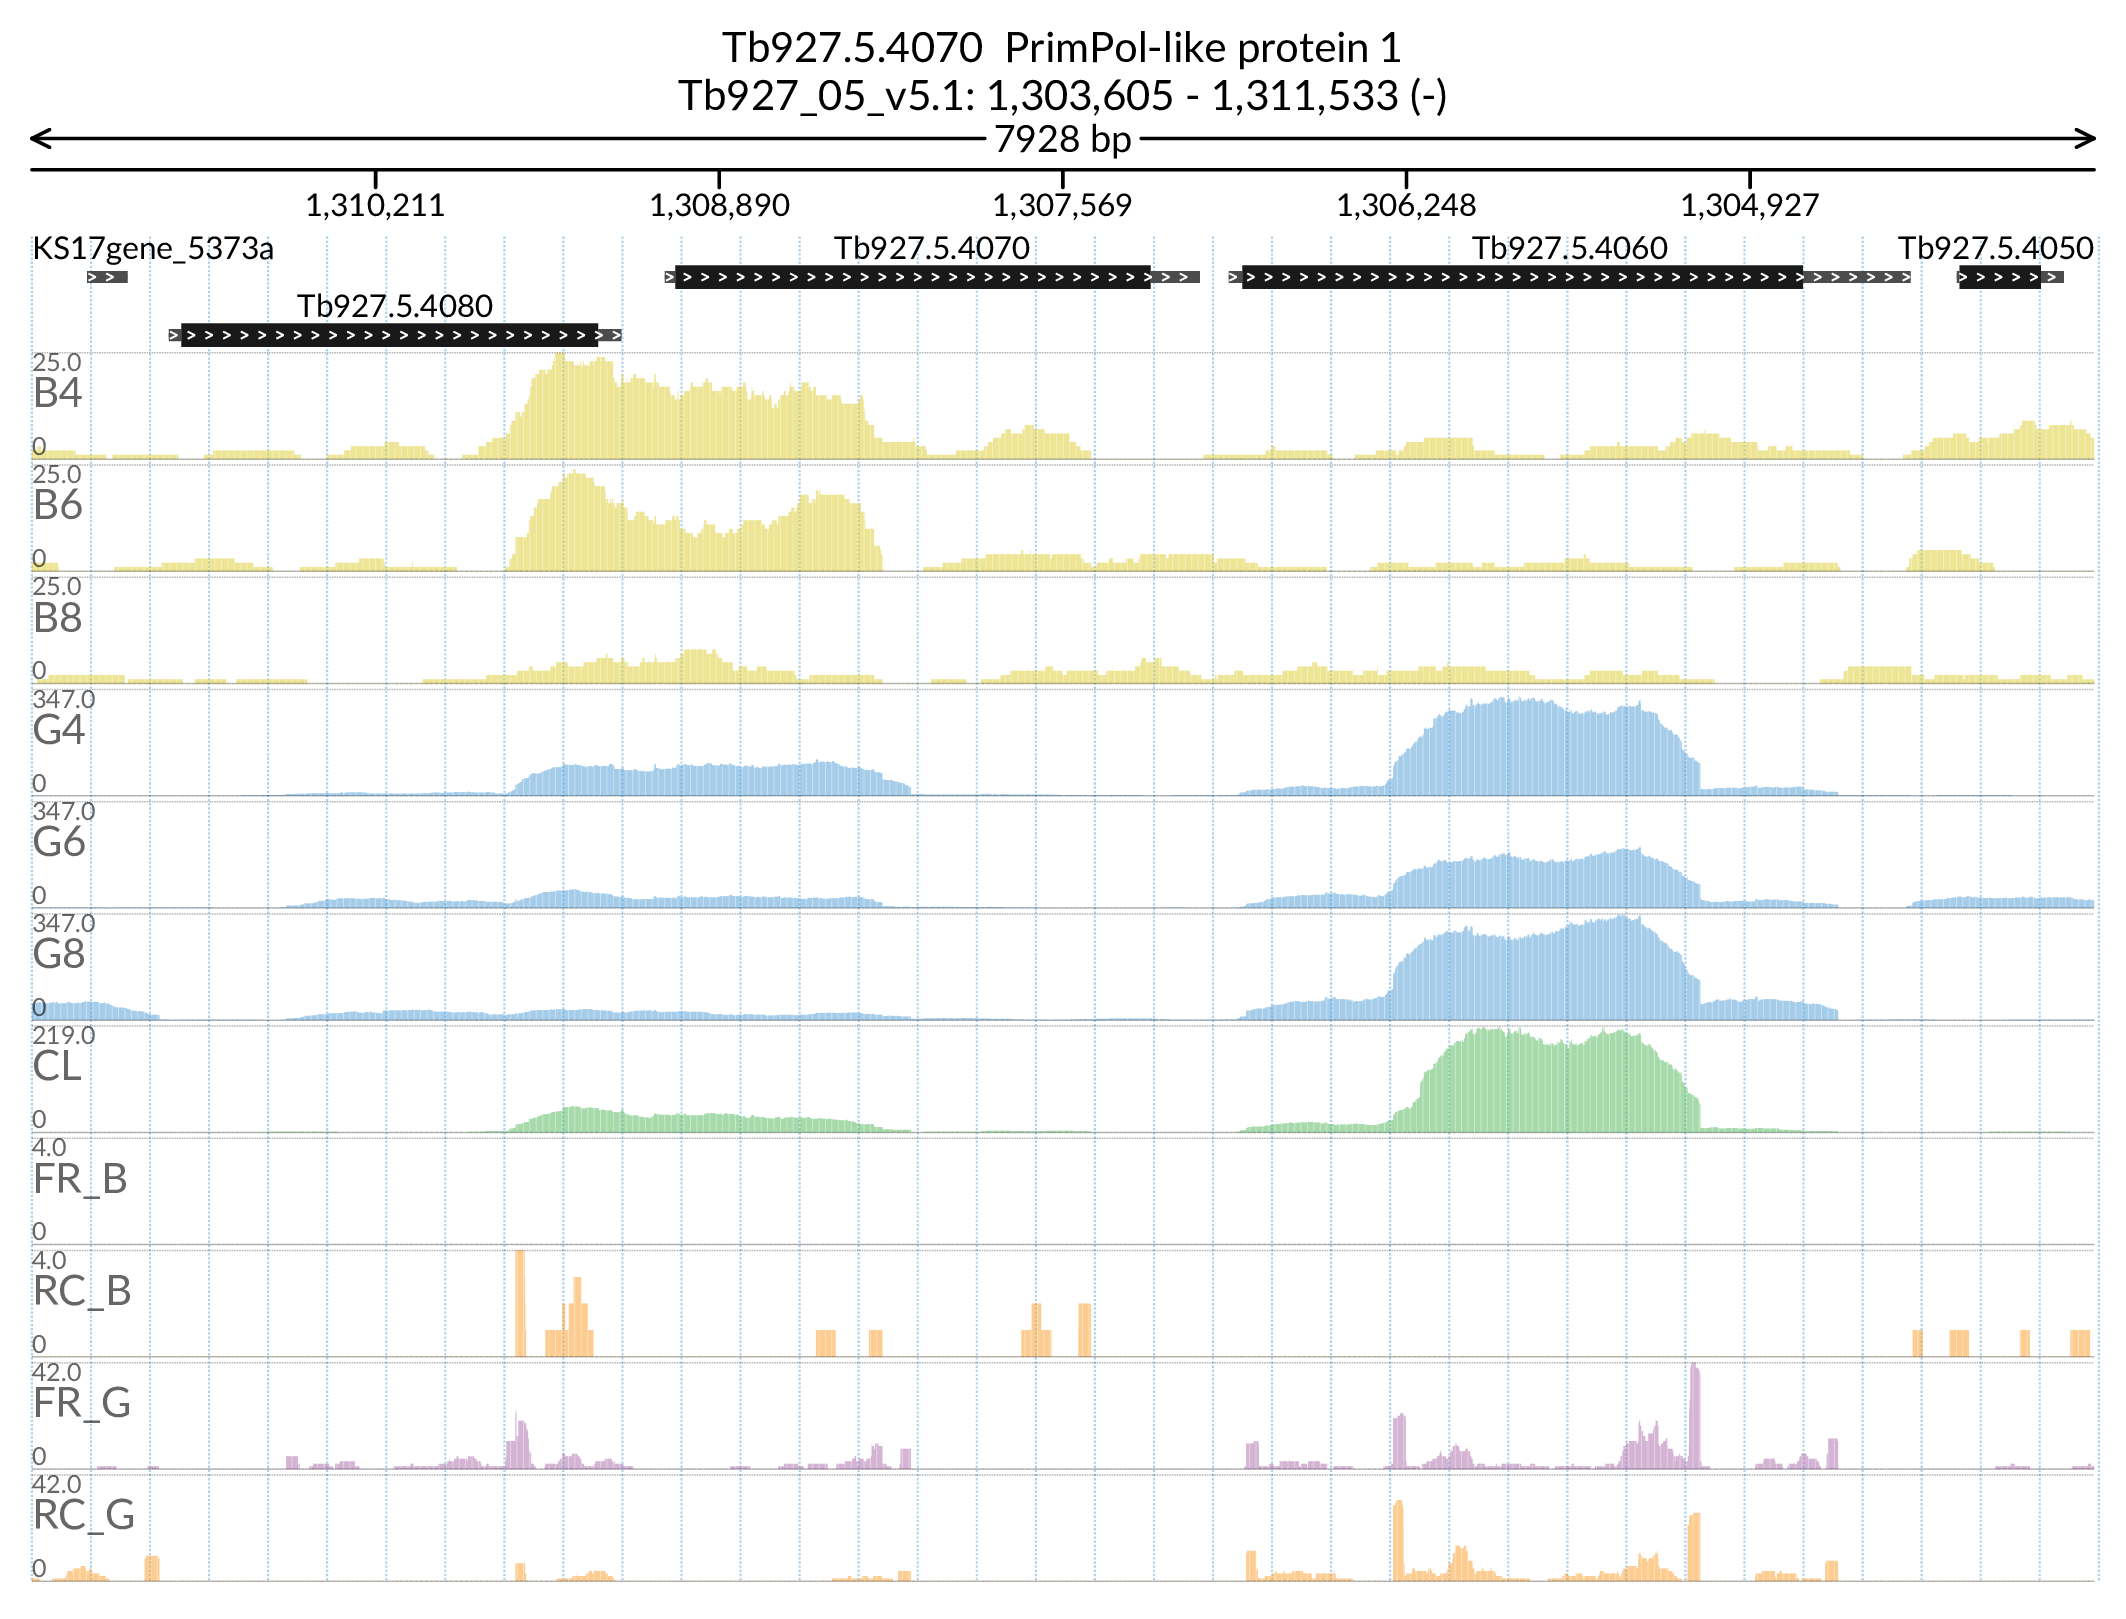 Tb927.5.4070  PrimPol-like protein 1
Tb927_05_v5.1: 1,303,605 - 1,311,533 (-)
7928 bp
1,310,211 1,308,890 1,307,569 1,306,248 1,304,927
KS17gene_5373a Tb927.5.4070 Tb927.5.4060 Tb927.5.4050
Tb927.5.4080
25.0
B4
0
25.0
B6
0
25.0
B8
0
347.0
G4
0
347.0
G6
0
347.0
G8
0
219.0
CL
0
4.0
FR_B
0
4.0
RC_B
0
42.0
FR_G
0
42.0
RC_G
0